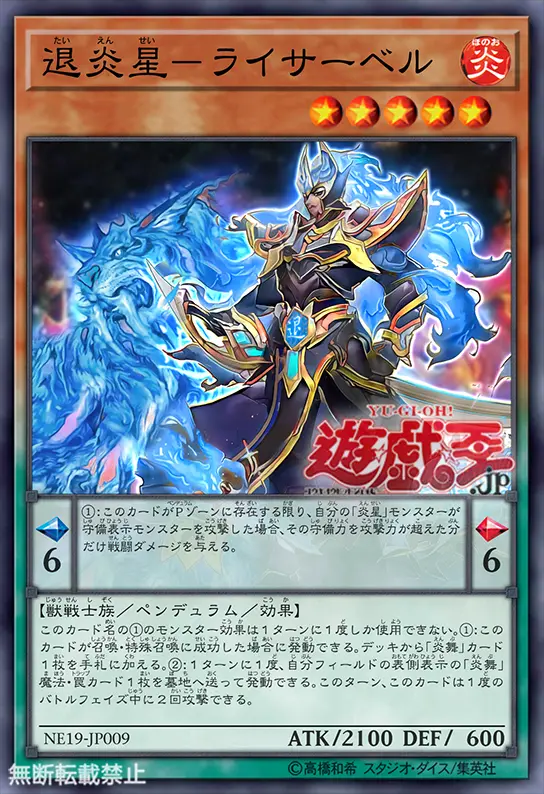 退炎星－ライサーベル
炎
退
YU-GI-OH!
遊戯王.jp
①：このカードがPゾーンに存在する限り、自分の「炎星」モンスターが
守備表示モンスターを攻撃した場合、その守備力を攻撃力が超えた分
だけ戦闘ダメージを与える。
6
6
【獣戦士族／ペンデュラム／効果】
このカード名の①のモンスター効果は１ターンに１度しか使用できない。①：この
カードが召喚・特殊召喚に成功した場合に発動できる。デッキから「炎舞」カード
１枚を手札に加える。②：１ターンに１度、自分フィールドの表側表示の「炎舞」
魔法・罠カード１枚を墓地へ送って発動できる。このターン、このカードは１度の
バトルフェイズ中に２回攻撃できる。
NE19-JP009
ATK/2100 DEF/ 600
無断転載禁止
©高橋和希 スタジオ・ダイス/集英社